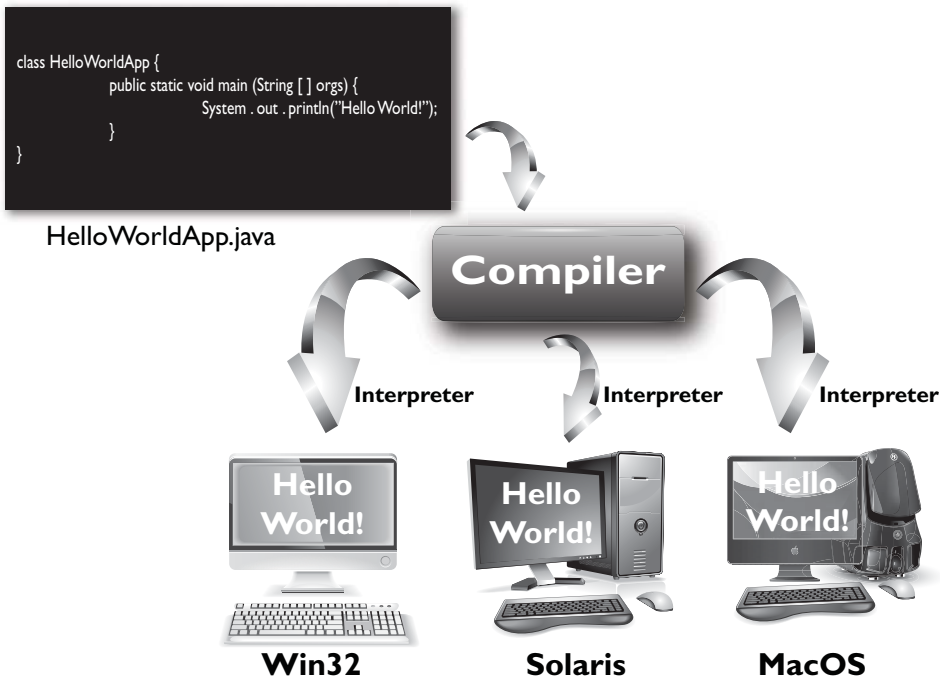 class HelloWorldApp {
public static void main (String [ ] orgs) {
System . out . println("Hello World!");
}
}
HelloWorldApp.java
Compiler
Interpreter
Interpreter
Interpreter
Hello
World!
Hello
World!
Hello
World!
Win32
Solaris
MacOS